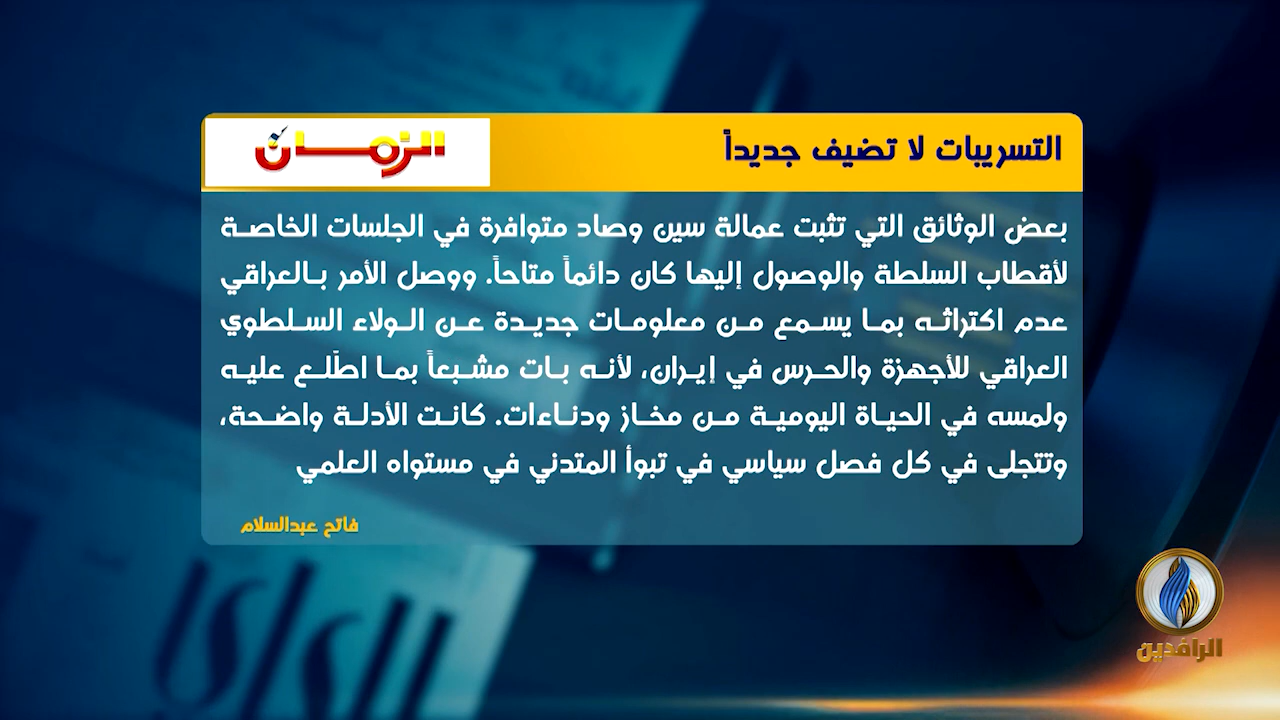 التسريبات لا تضيف جديداً
الزمان
بعض الوثائق التي تثبت عمالة سين وصاد متوافرة في الجلسات الخاصة
لأقطاب السلطة والوصول إليها كان دائماً متاحاً. ووصل الأمر بالعراقي
عدم اكتراثه بما يسمع من معلومات جديدة عن الولاء السلطوي
العراقي للأجهزة والحرس في إيران، لأنه بات مشبعاً بما اطّلع عليه
ولمسه في الحياة اليومية من مخاز ودناءات. كانت الأدلة واضحة،
وتتجلى في كل فصل سياسي في تبوأ المتدني في مستواه العلمي
فاتح عبدالسلام
الرافدين